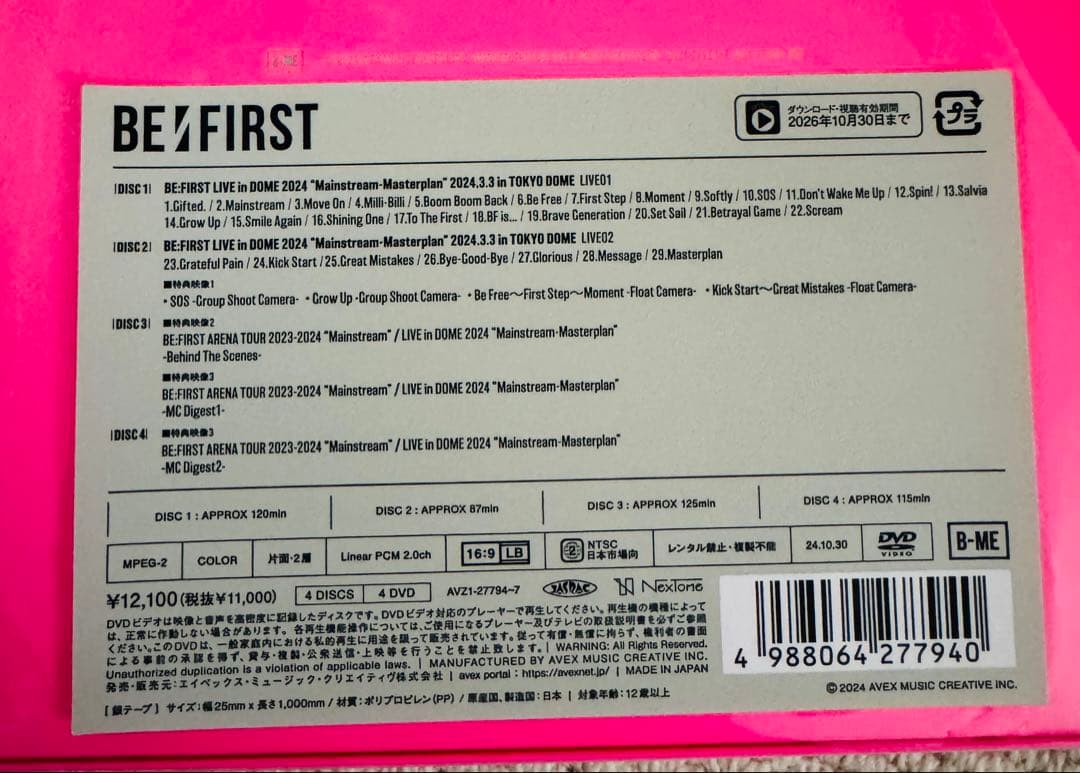 BE:FIRST
ダウンロード・視聴有効期間
2026年10月30日まで
プラ
|DISC 1| BE:FIRST LIVE in DOME 2024 "Mainstream-Masterplan" 2024.3.3 in TOKYO DOME LIVE01
1.Gifted. / 2.Mainstream / 3.Move On / 4.Milli-Billi / 5.Boom Boom Back / 6.Be Free / 7.First Step / 8.Moment / 9.Softly / 10.SOS / 11.Don't Wake Me Up / 12.Spin! / 13.Salvia
14.Grow Up / 15.Smile Again / 16.Shining One / 17.To The First / 18.BF is... / 19.Brave Generation / 20.Set Sail / 21.Betrayal Game / 22.Scream
|DISC 2| BE:FIRST LIVE in DOME 2024 "Mainstream-Masterplan" 2024.3.3 in TOKYO DOME LIVE02
23.Grateful Pain / 24.Kick Start / 25.Great Mistakes / 26.Bye-Good-Bye / 27.Glorious / 28.Message / 29.Masterplan
■特典映像1
・SOS -Group Shoot Camera- ・Grow Up -Group Shoot Camera- ・Be Free〜First Step〜Moment -Float Camera- ・Kick Start〜Great Mistakes -Float Camera-
|DISC 3| ■特典映像2
BE:FIRST ARENA TOUR 2023-2024 "Mainstream" / LIVE in DOME 2024 "Mainstream-Masterplan"
-Behind The Scenes-
■特典映像3
BE:FIRST ARENA TOUR 2023-2024 "Mainstream" / LIVE in DOME 2024 "Mainstream-Masterplan"
-MC Digest1-
|DISC 4| ■特典映像3
BE:FIRST ARENA TOUR 2023-2024 "Mainstream" / LIVE in DOME 2024 "Mainstream-Masterplan"
-MC Digest2-
DISC 1 : APPROX 120min DISC 2 : APPROX 87min DISC 3 : APPROX 125min DISC 4 : APPROX 115min
MPEG-2 COLOR 片面・2層 Linear PCM 2.0ch 16:9 LB 2 NTSC 日本市場向 レンタル禁止・複製不能 24.10.30 DVD VIDEO B-ME
¥12,100(税抜¥11,000) 4 DISCS 4 DVD AVZ1-27794~7 JASRAC NexTone
DVDビデオは映像と音声を高密度に記録したディスクです。DVDビデオ対応のプレーヤーで再生してください。再生機の機種によって
は、正常に作動しない場合があります。各再生機能操作については、ご使用になるプレーヤー及びテレビの取扱説明書を必ずご参照
ください。このDVDは、一般家庭内における私的再生に用途を限って販売されています。従って有償・無償に拘らず、権利者の書面
による事前の承認を得ず、貸与・複製・公衆送信・上映等を行うことを禁止致します。| WARNING: All Rights Reserved.
Unauthorized duplication is a violation of applicable laws. | MANUFACTURED BY AVEX MUSIC CREATIVE INC.
発売・販売元:エイベックス・ミュージック・クリエイティヴ株式会社 | avex portal : https://avexnet.jp/ | MADE IN JAPAN
[銀テープ] サイズ:幅25mm x 長さ1,000mm / 材質:ポリプロピレン(PP) / 原産国、製造国:日本 | 対象年齢:12歳以上
4 988064 277940
© 2024 AVEX MUSIC CREATIVE INC.